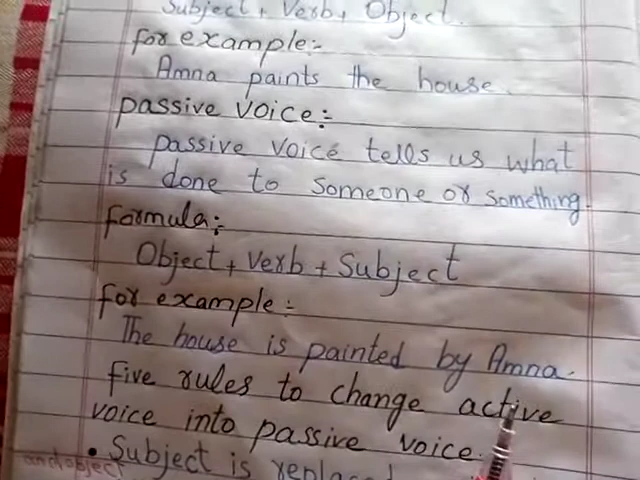 Subject + Verb + Object.
for example:-
Amna paints the house.
passive voice:-
passive voice tells us what
is done to someone or something.
formula:-
Object + Verb + Subject
for example:-
The house is painted by Amna.
five rules to change active
voice into passive voice.
• Subject is replaced
and object